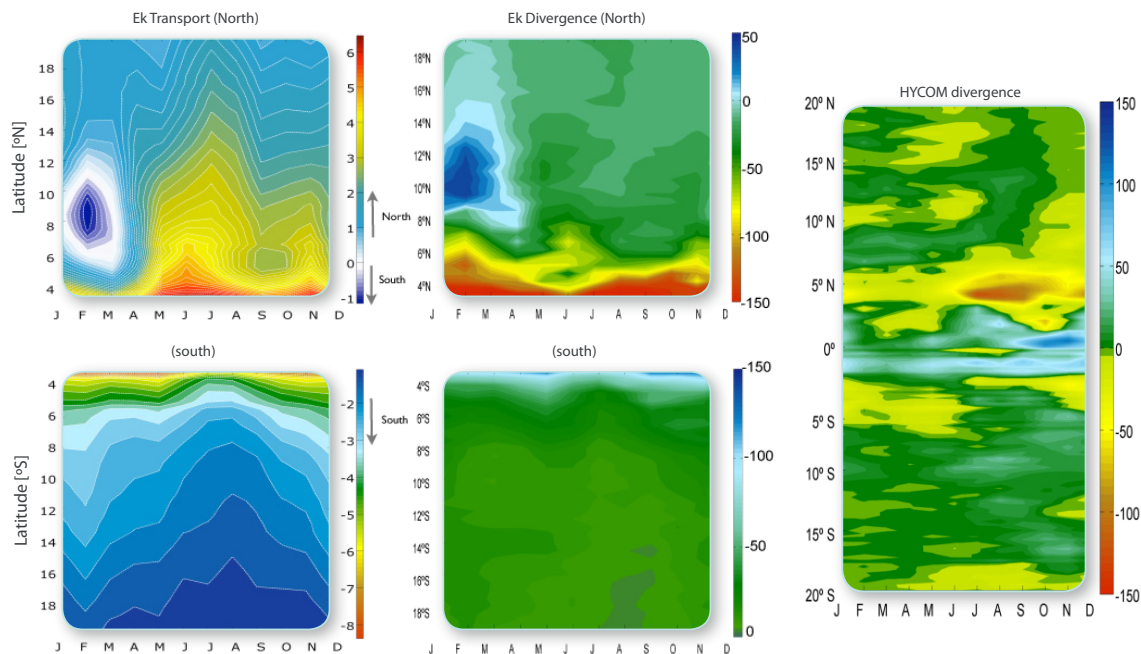 Ek Transport (North)
Latitude [ºN]
18
16
14
12
10
8
6
4
J F M A M J J A S O N D
6
5
4
3
2
1
0
-1
North
South
Ek Divergence (North)
18ºN
16ºN
14ºN
12ºN
10ºN
8ºN
6ºN
4ºN
J F M A M J J A S O N D
50
0
-50
-100
-150
(south)
Latitude [ºS]
4
6
8
10
12
14
16
18
J F M A M J J A S O N D
-2
-3
-4
-5
-6
-7
-8
South
(south)
4ºS
6ºS
8ºS
10ºS
12ºS
14ºS
16ºS
18ºS
J F M A M J J A S O N D
-150
-100
-50
0
HYCOM divergence
20º N
15º N
10º N
5º N
0º
5º S
10º S
15º S
20º S
J F M A M J J A S O N D
150
100
50
0
-50
-100
-150